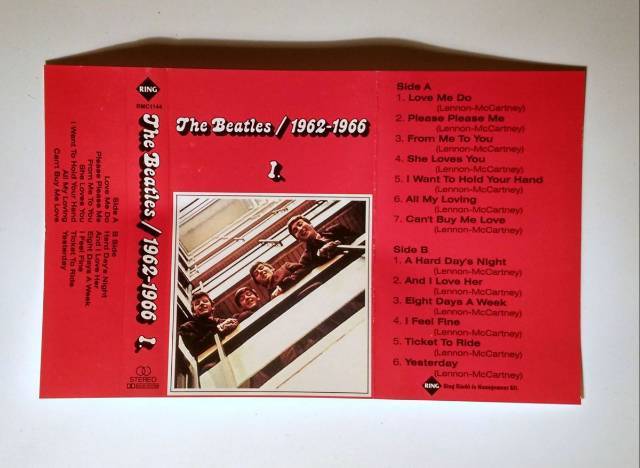 RING
RMC1144
The Beatles / 1962-1966 I.
Side A
Love Me Do
Please Please Me
From Me To You
She Loves You
I Want To Hold Your Hand
All My Loving
Can't Buy Me Love
B Side
Hard Day's Night
And I Love Her
Eight Days A Week
I Feel Fine
Ticket To Ride
Yesterday
STEREO
The Beatles / 1962-1966
I.
Side A
1. Love Me Do
(Lennon-McCartney)
2. Please Please Me
(Lennon-McCartney)
3. From Me To You
(Lennon-McCartney)
4. She Loves You
(Lennon-McCartney)
5. I Want To Hold Your Hand
(Lennon-McCartney)
6. All My Loving
(Lennon-McCartney)
7. Can't Buy Me Love
(Lennon-McCartney)
Side B
1. A Hard Day's Night
(Lennon-McCartney)
2. And I Love Her
(Lennon-McCartney)
3. Eight Days A Week
(Lennon-McCartney)
4. I Feel Fine
(Lennon-McCartney)
5. Ticket To Ride
(Lennon-McCartney)
6. Yesterday
(Lennon-McCartney)
RING Ring Kiadó és Management Kft.